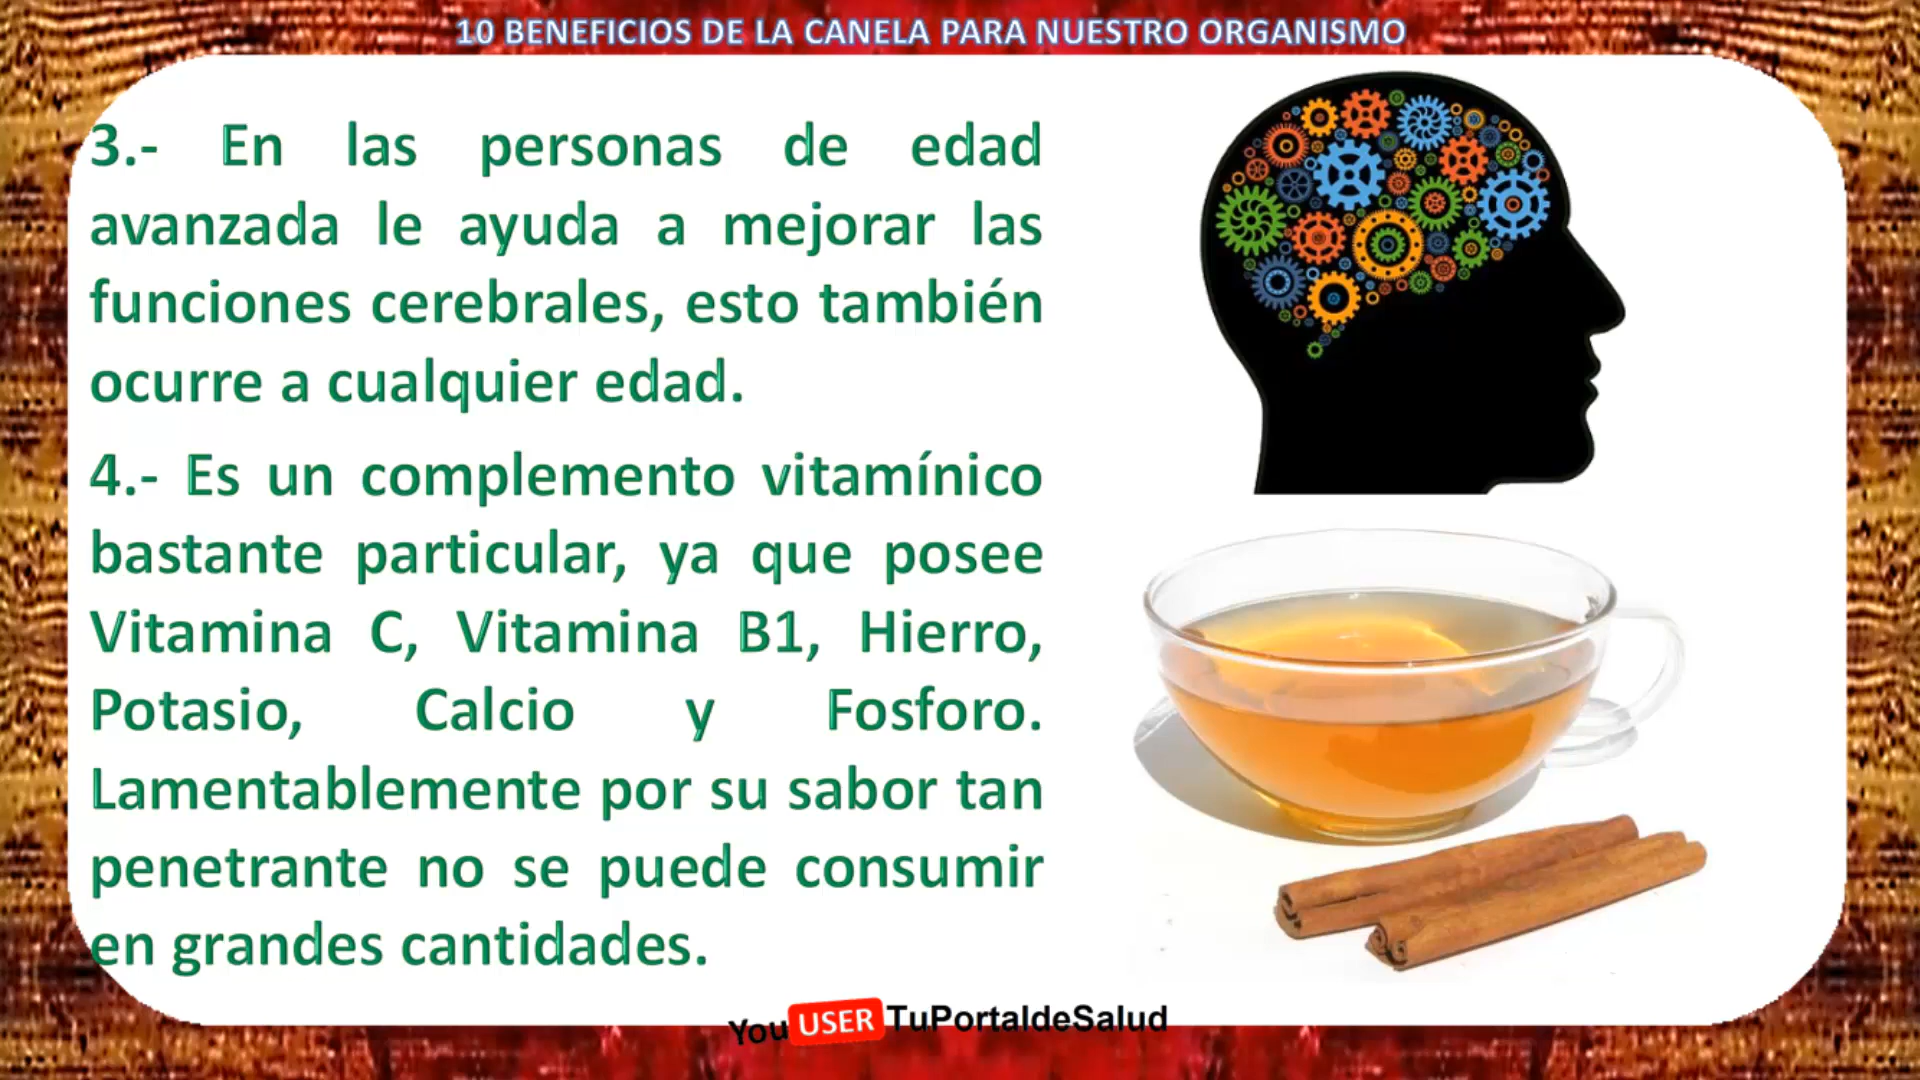 10 BENEFICIOS DE LA CANELA PARA NUESTRO ORGANISMO
3.- En las personas de edad
avanzada le ayuda a mejorar las
funciones cerebrales, esto también
ocurre a cualquier edad.
4.- Es un complemento vitamínico
bastante particular, ya que posee
Vitamina C, Vitamina B1, Hierro,
Potasio, Calcio y Fosforo.
Lamentablemente por su sabor tan
penetrante no se puede consumir
en grandes cantidades.
You USER TuPortaldeSalud